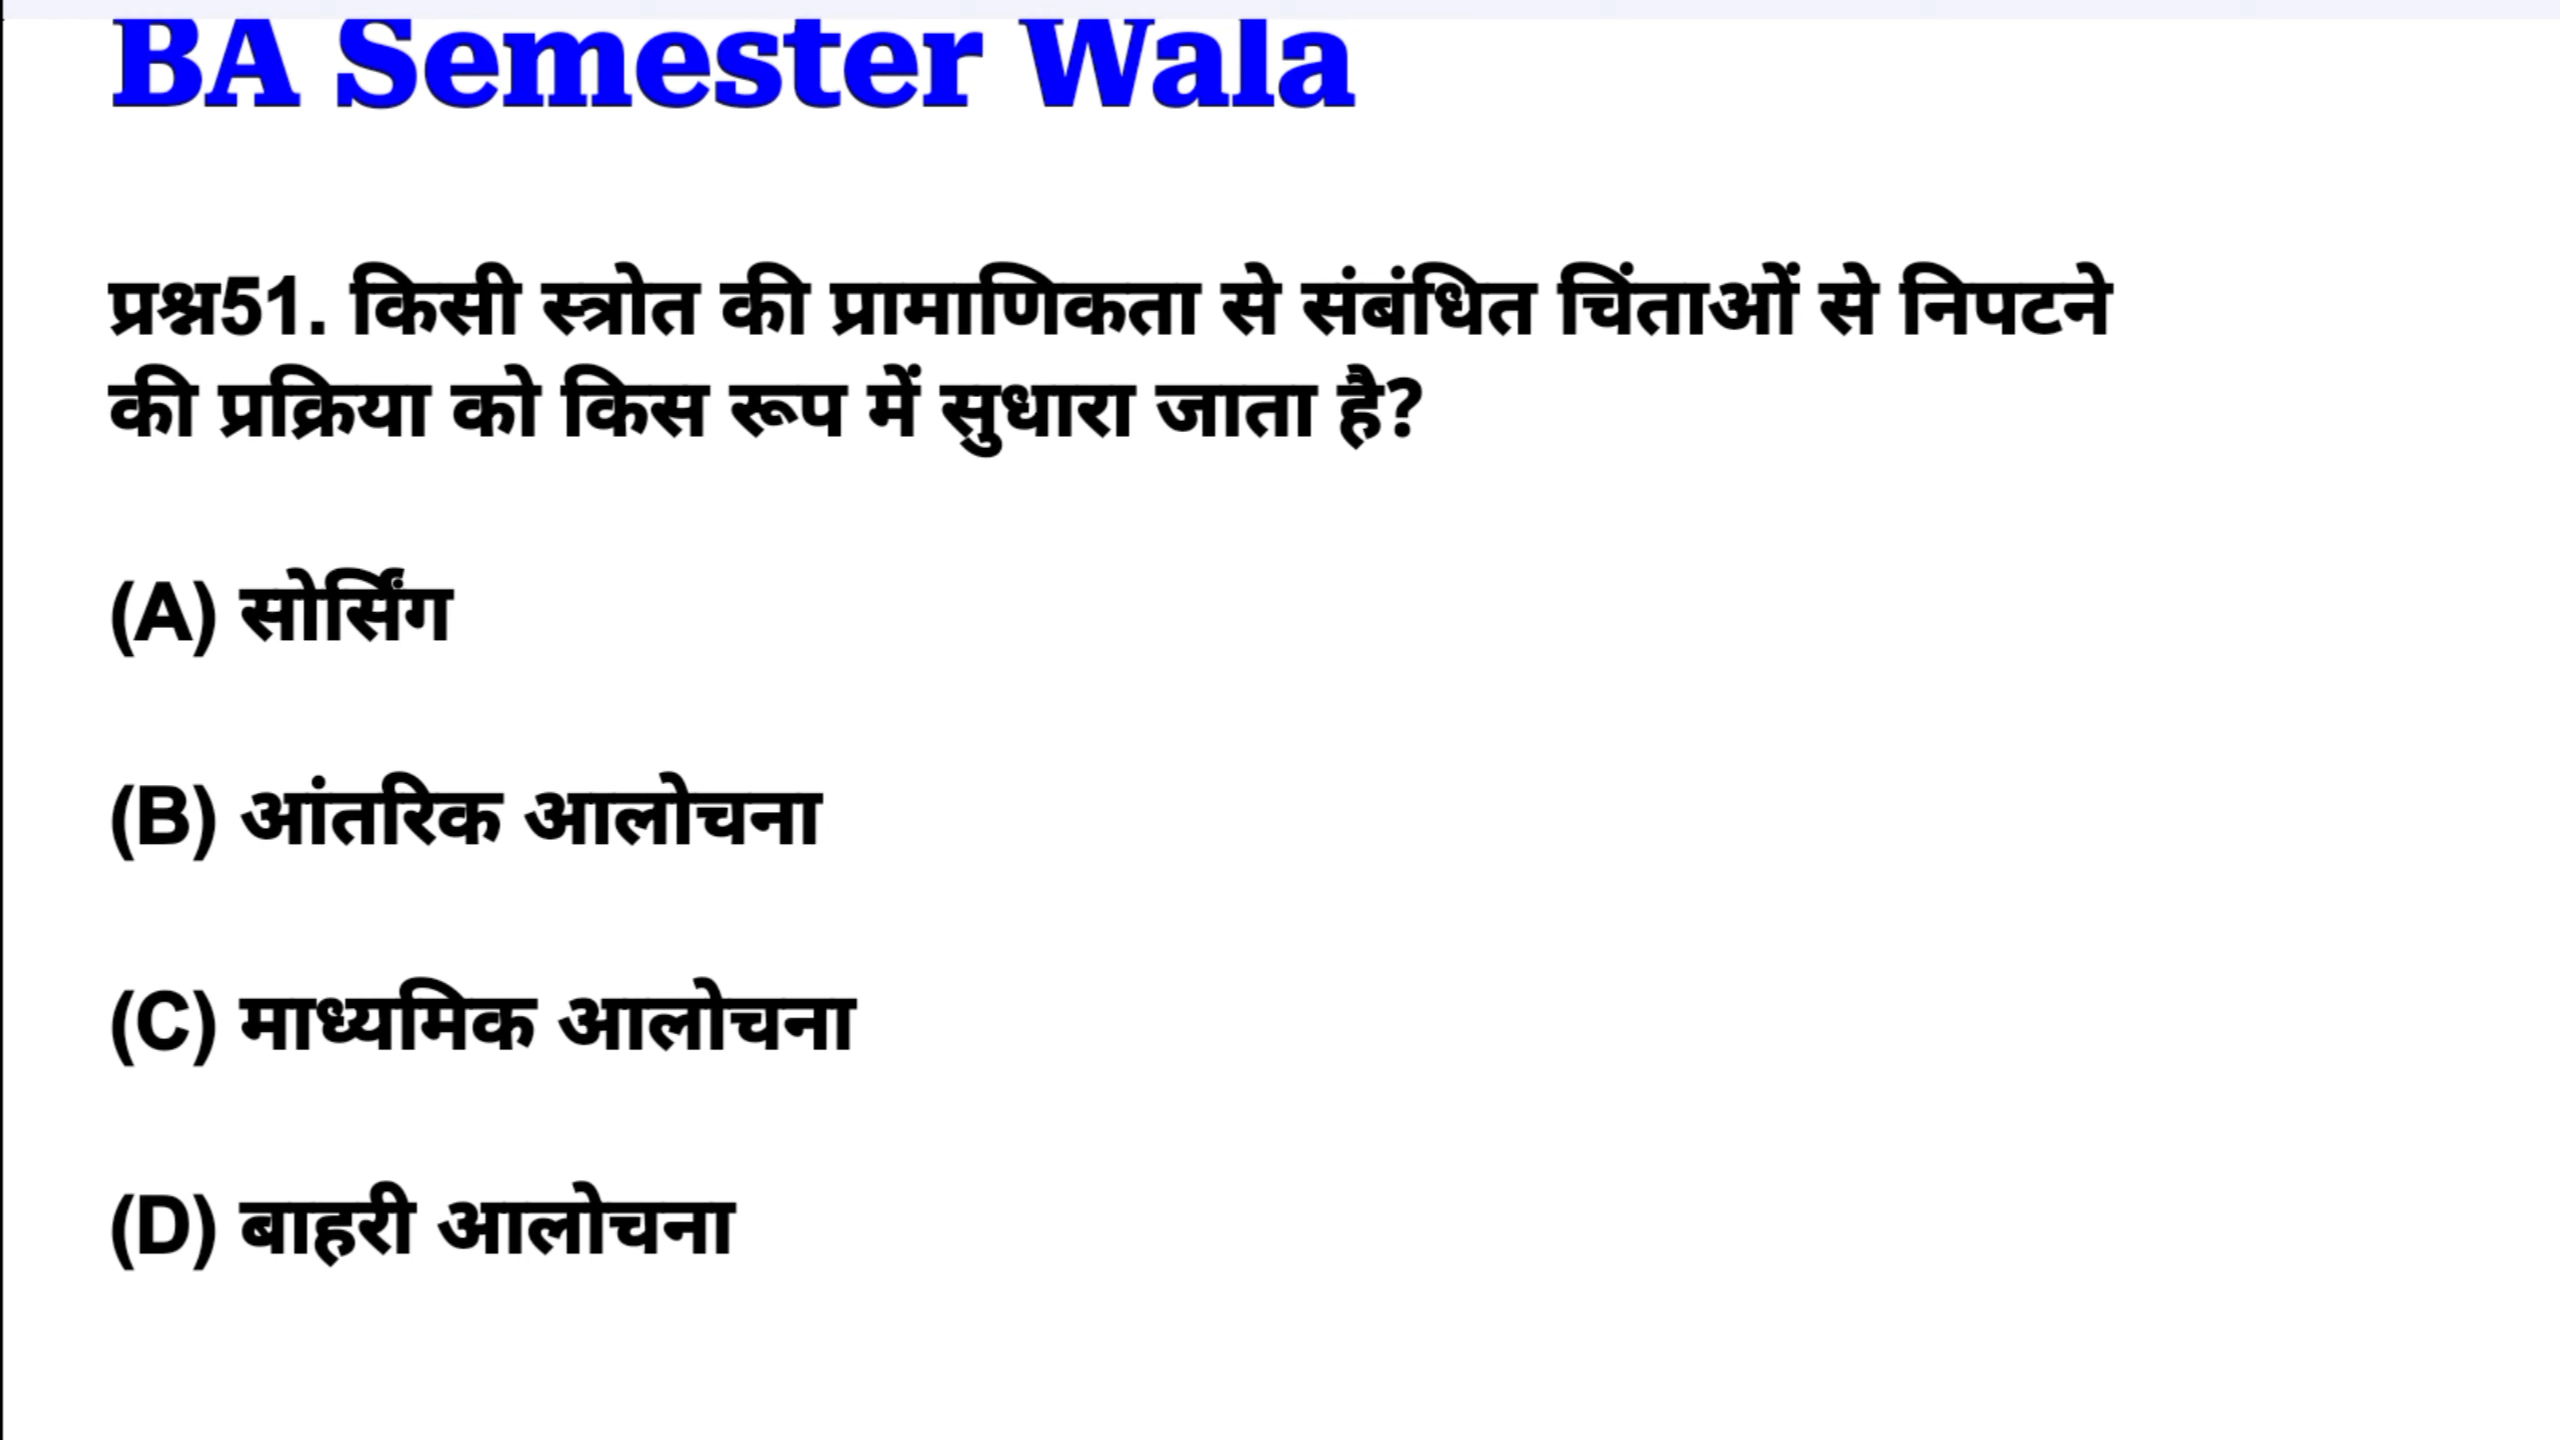 BA Semester Wala
प्रश्न51. किसी स्त्रोत की प्रामाणिकता से संबंधित चिंताओं से निपटने
की प्रक्रिया को किस रूप में सुधारा जाता है?
(A) सोर्सिंग
(B) आंतरिक आलोचना
(C) माध्यमिक आलोचना
(D) बाहरी आलोचना